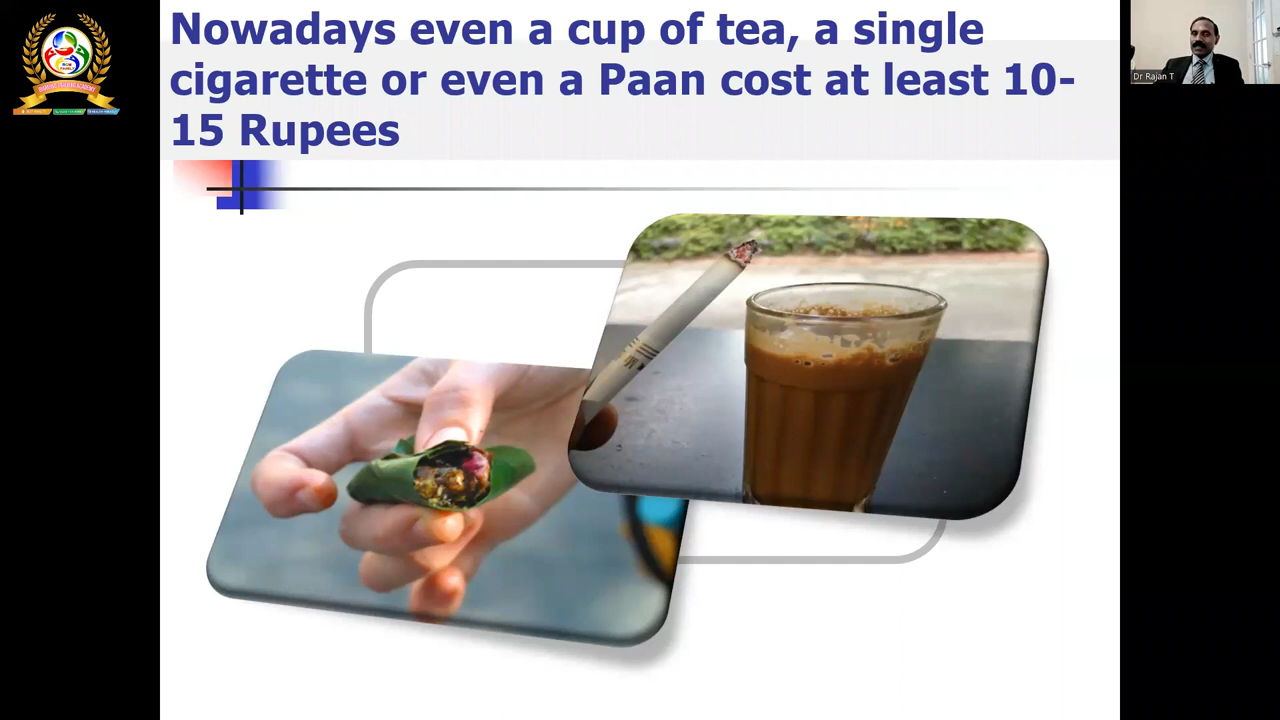 Nowadays even a cup of tea, a single
cigarette or even a Paan cost at least 10-
15 Rupees
Dr Rajan T